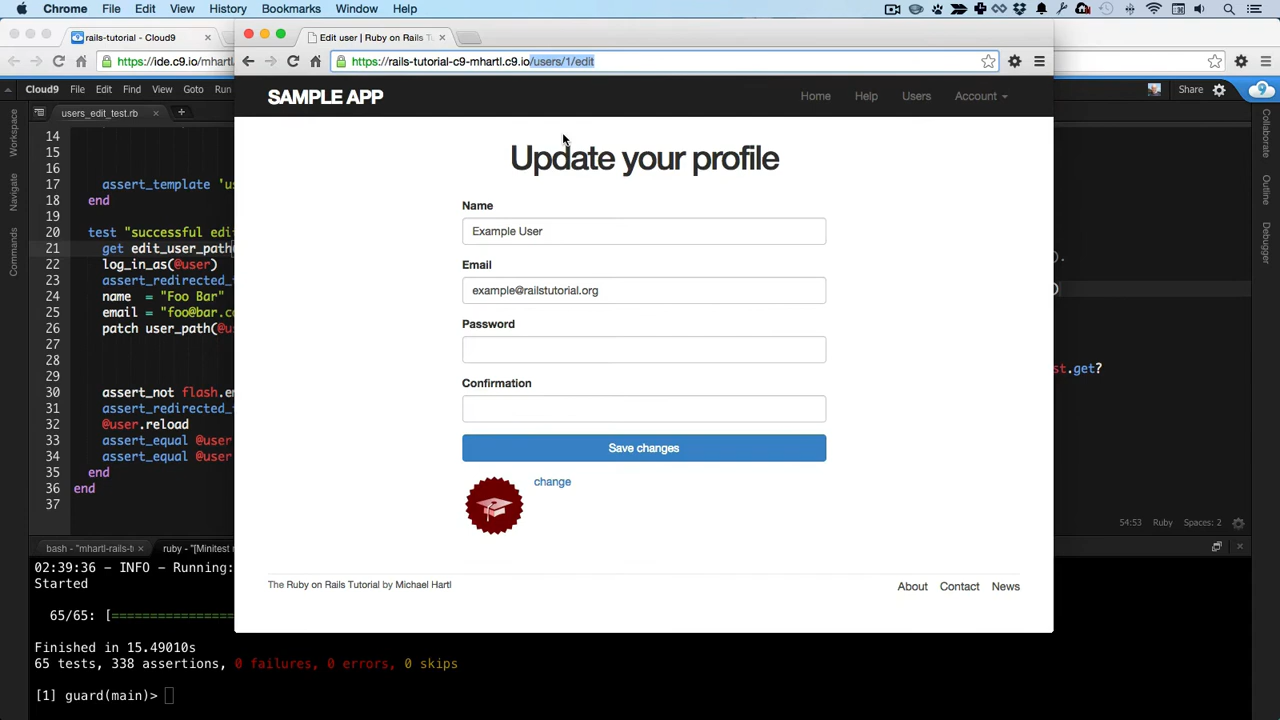 Chrome File Edit View History Bookmarks Window Help
rails-tutorial - Cloud9
Edit user | Ruby on Rails Tu
https://ide.c9.io/mhartl
https://rails-tutorial-c9-mhartl.c9.io/users/1/edit
Cloud9 File Edit Find View Goto Run
Share
SAMPLE APP
Home Help Users Account
users_edit_test.rb
Workspace
Navigate
Commands
Collaborate
Outline
Debugger
Update your profile
Name
Example User
Email
example@railstutorial.org
Password
Confirmation
Save changes
change
The Ruby on Rails Tutorial by Michael Hartl
About Contact News
14
15
16
17 assert_template 'u
18 end
19
20 test "successful edi
21 get edit_user_path
22 log_in_as(@user)
23 assert_redirected_
24 name = "Foo Bar"
25 email = "foo@bar.c
26 patch user_path(@u
27
28
29
30 assert_not flash.e
31 assert_redirected_
32 @user.reload
33 assert_equal @user
34 assert_equal @user
35 end
36 end
37
).
st.get?
54:53 Ruby Spaces: 2
bash - "mhartl-rails-t
ruby - "[Minitest
02:39:36 - INFO - Running:
Started
65/65: [===============
Finished in 15.49010s
65 tests, 338 assertions, 0 failures, 0 errors, 0 skips
[1] guard(main)>